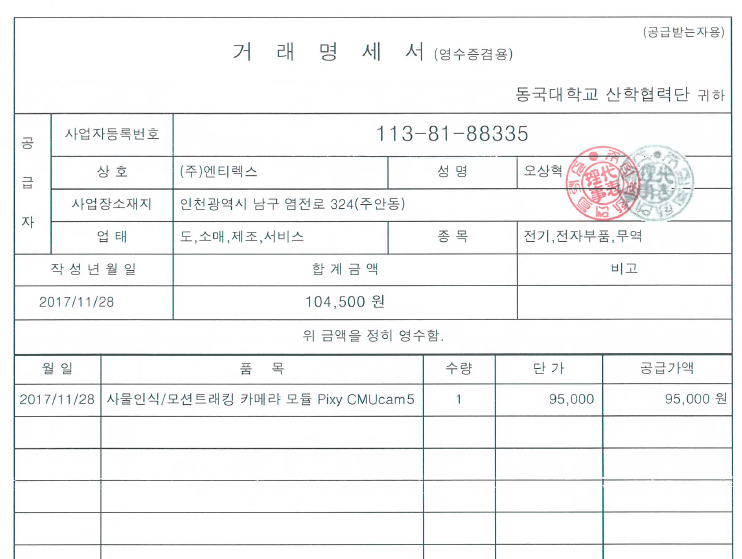 (공급받는자용)
거 래 명 세 서 (영수증겸용)
동국대학교 산학협력단 귀하
공급자
사업자등록번호 113-81-88335
상 호 (주)엔티렉스 성 명 오상혁
사업장소재지 인천광역시 남구 염전로 324(주안동)
업 태 도,소매,제조,서비스 종 목 전기,전자부품,무역
작성년월일 합계금액 비고
2017/11/28 104,500 원
위 금액을 정히 영수함.
월 일 품 목 수량 단 가 공급가액
2017/11/28 사물인식/모션트래킹 카메라 모듈 Pixy CMUcam5 1 95,000 95,000 원